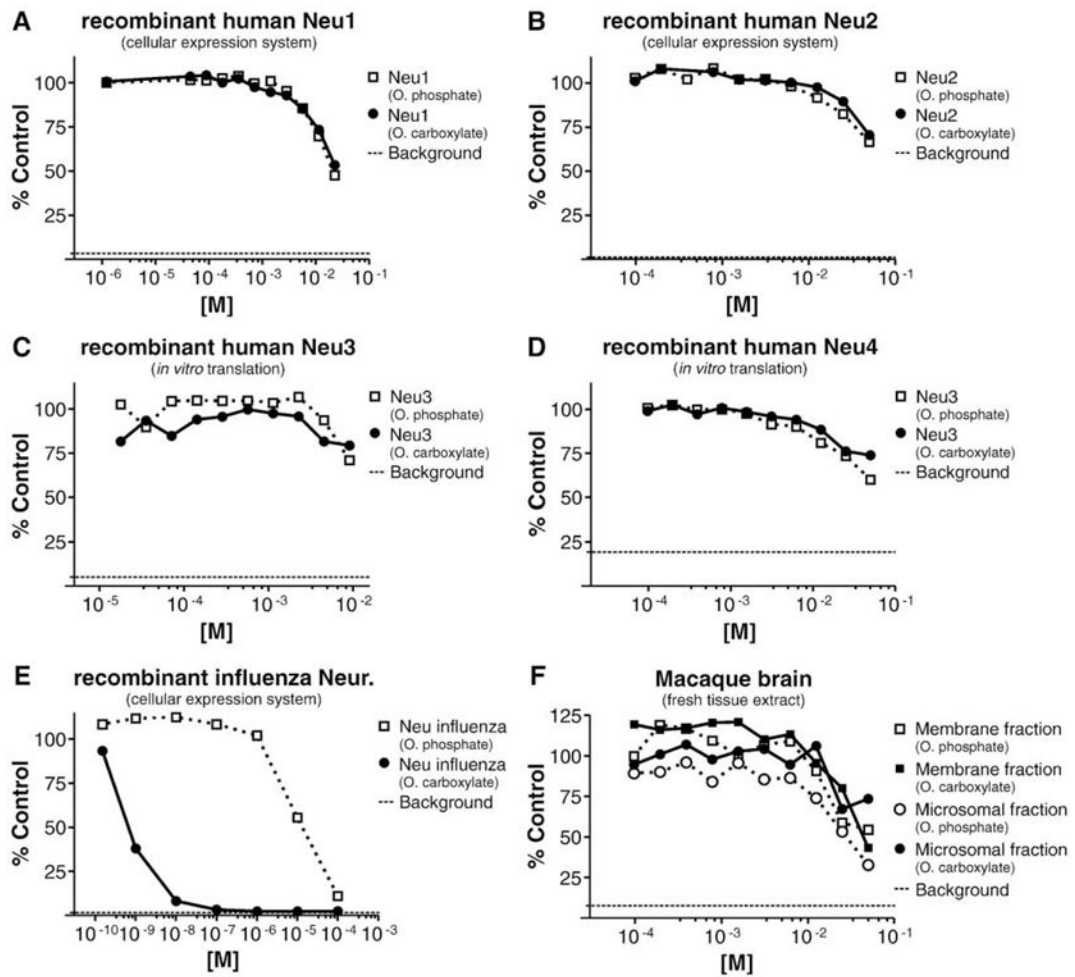 A recombinant human Neu1
(cellular expression system)
% Control
100
75
50
25
10⁻⁶ 10⁻⁵ 10⁻⁴ 10⁻³ 10⁻² 10⁻¹
[M]
Neu1
(O. phosphate)
Neu1
(O. carboxylate)
Background
B recombinant human Neu2
(cellular expression system)
% Control
100
75
50
25
10⁻⁴ 10⁻³ 10⁻² 10⁻¹
[M]
Neu2
(O. phosphate)
Neu2
(O. carboxylate)
Background
C recombinant human Neu3
(in vitro translation)
% Control
100
75
50
25
10⁻⁵ 10⁻⁴ 10⁻³ 10⁻²
[M]
Neu3
(O. phosphate)
Neu3
(O. carboxylate)
Background
D recombinant human Neu4
(in vitro translation)
% Control
100
75
50
25
10⁻⁴ 10⁻³ 10⁻² 10⁻¹
[M]
Neu3
(O. phosphate)
Neu3
(O. carboxylate)
Background
E recombinant influenza Neur.
(cellular expression system)
% Control
100
75
50
25
10⁻¹⁰ 10⁻⁹ 10⁻⁸ 10⁻⁷ 10⁻⁶ 10⁻⁵ 10⁻⁴ 10⁻³
[M]
Neu influenza
(O. phosphate)
Neu influenza
(O. carboxylate)
Background
F Macaque brain
(fresh tissue extract)
% Control
125
100
75
50
25
10⁻⁴ 10⁻³ 10⁻² 10⁻¹
[M]
Membrane fraction
(O. phosphate)
Membrane fraction
(O. carboxylate)
Microsomal fraction
(O. phosphate)
Microsomal fraction
(O. carboxylate)
Background